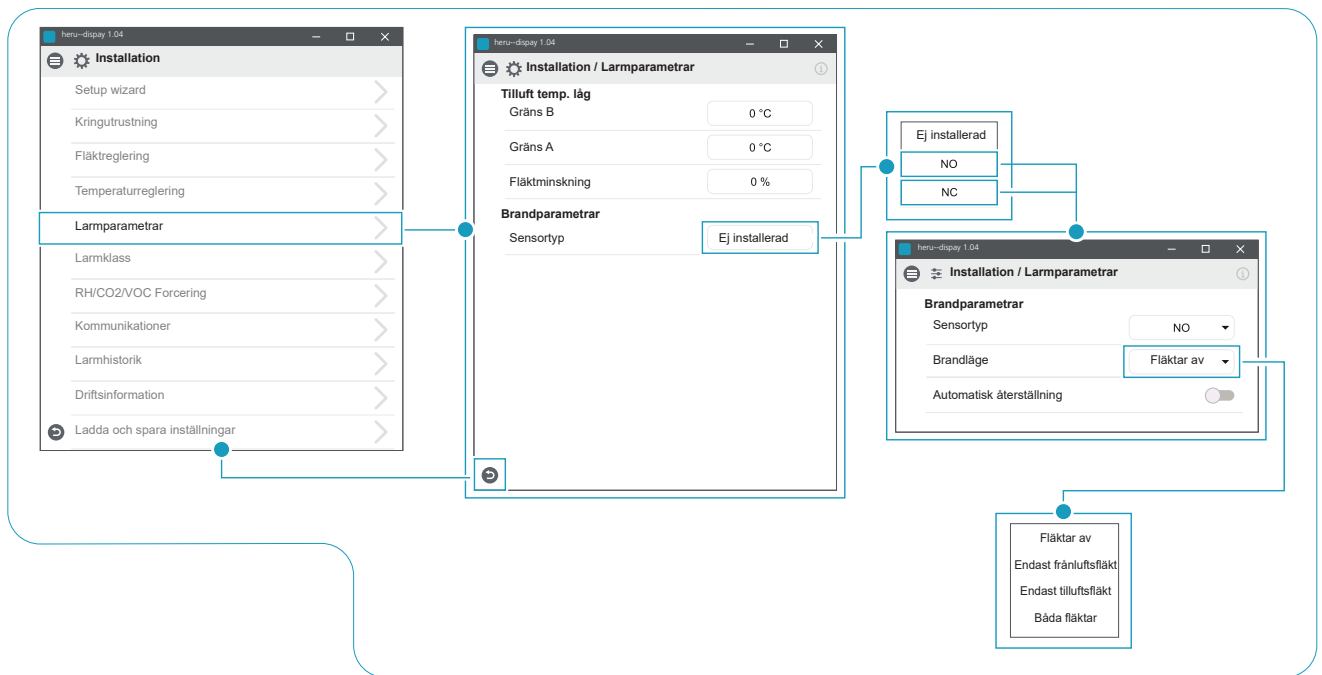 heru--dispay 1.04
Installation
Setup wizard
Kringutrustning
Fläktreglering
Temperaturreglering
Larmparametrar
Larmklass
RH/CO2/VOC Forcering
Kommunikationer
Larmhistorik
Driftsinformation
Ladda och spara inställningar
heru--dispay 1.04
Installation / Larmparametrar
Tilluft temp. låg
Gräns B 0 °C
Gräns A 0 °C
Fläktminskning 0 %
Brandparametrar
Sensortyp Ej installerad
Ej installerad
NO
NC
heru--dispay 1.04
Installation / Larmparametrar
Brandparametrar
Sensortyp NO
Brandläge Fläktar av
Automatisk återställning
Fläktar av
Endast frånluftsfläkt
Endast tilluftsfläkt
Båda fläktar